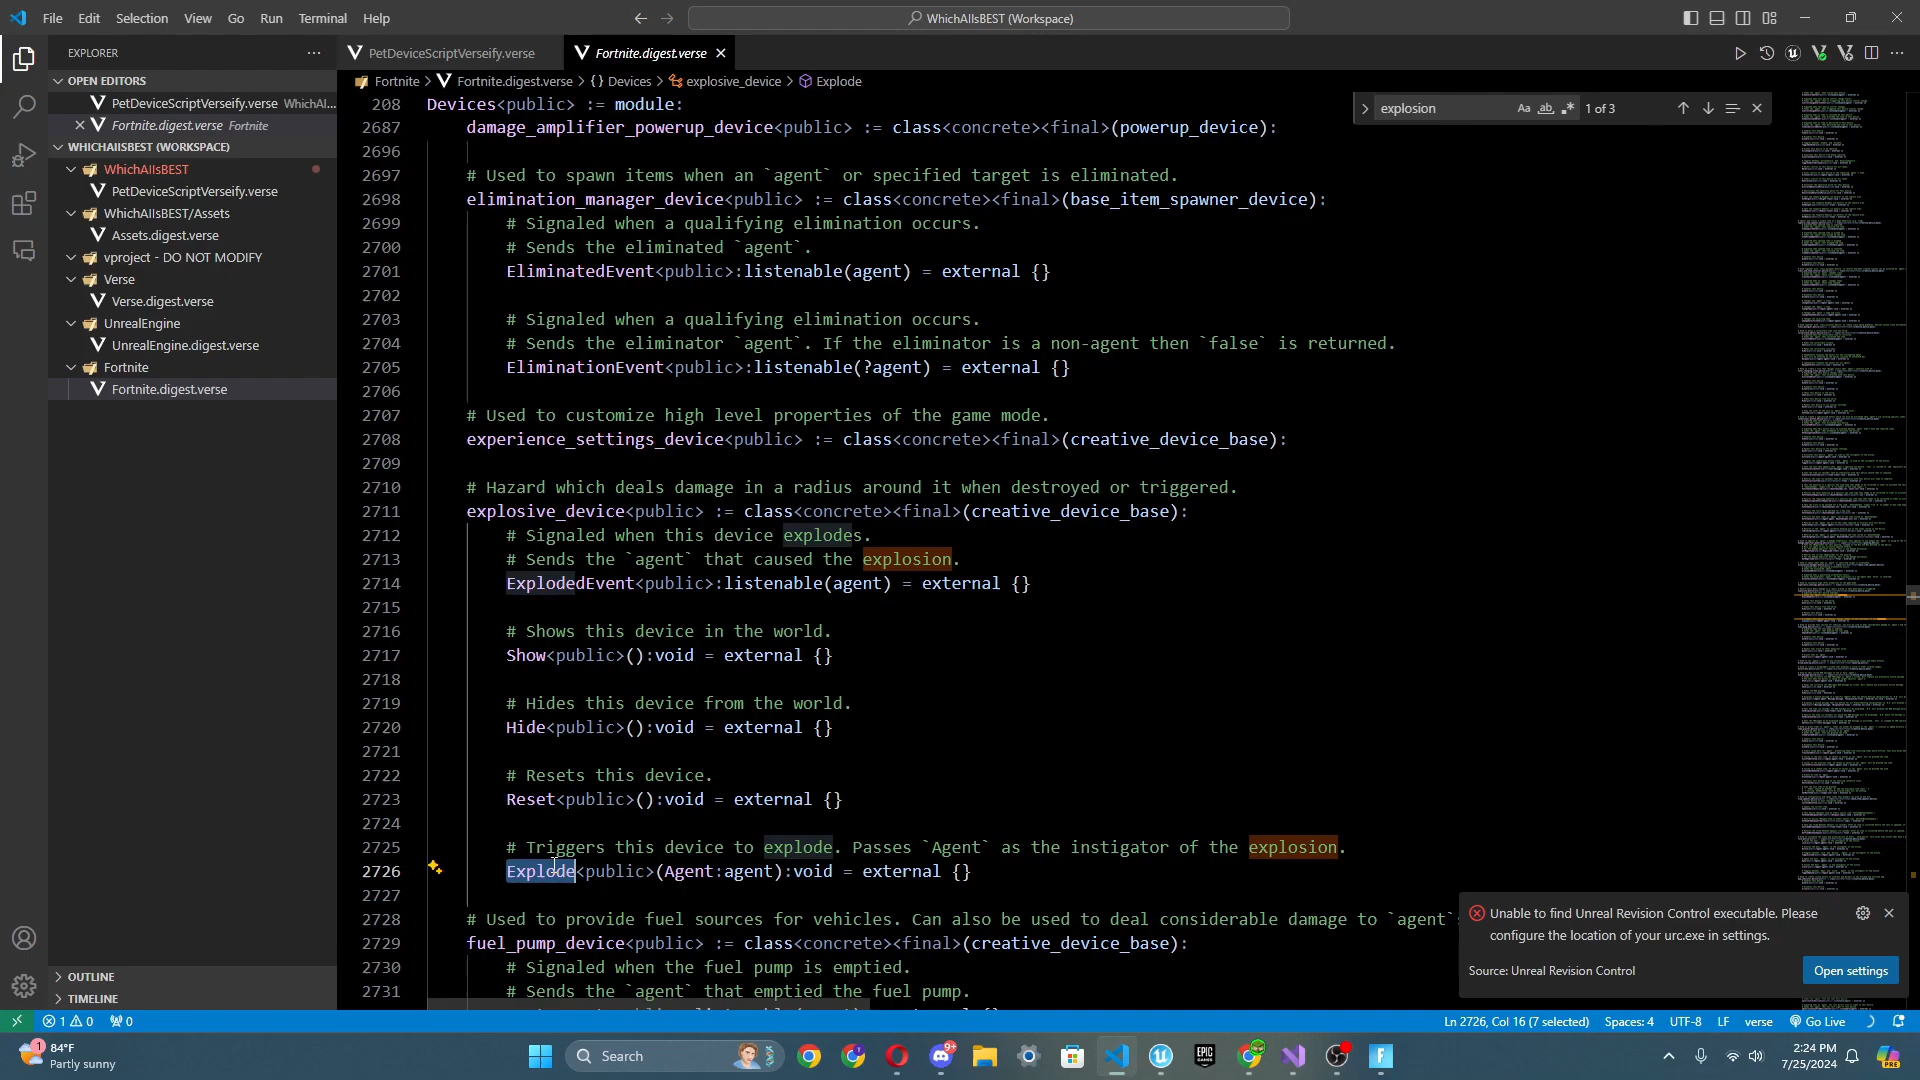 File Edit Selection View Go Run Terminal Help
WhichAIIsBEST (Workspace)
EXPLORER
PetDeviceScriptVerseify.verse
Fortnite.digest.verse
OPEN EDITORS
PetDeviceScriptVerseify.verse WhichAI...
Fortnite.digest.verse Fortnite
WHICHAIISBEST (WORKSPACE)
WhichAIIsBEST
PetDeviceScriptVerseify.verse
WhichAIIsBEST/Assets
Assets.digest.verse
vproject - DO NOT MODIFY
Verse
Verse.digest.verse
UnrealEngine
UnrealEngine.digest.verse
Fortnite
Fortnite.digest.verse
OUTLINE
TIMELINE
Fortnite > Fortnite.digest.verse > {} Devices > explosive_device > Explode
explosion Aa ab 1 of 3
208 Devices<public> := module:
2687 damage_amplifier_powerup_device<public> := class<concrete><final>(powerup_device):
2696
2697 # Used to spawn items when an `agent` or specified target is eliminated.
2698 elimination_manager_device<public> := class<concrete><final>(base_item_spawner_device):
2699 # Signaled when a qualifying elimination occurs.
2700 # Sends the eliminated `agent`.
2701 EliminatedEvent<public>:listenable(agent) = external {}
2702
2703 # Signaled when a qualifying elimination occurs.
2704 # Sends the eliminator `agent`. If the eliminator is a non-agent then `false` is returned.
2705 EliminationEvent<public>:listenable(?agent) = external {}
2706
2707 # Used to customize high level properties of the game mode.
2708 experience_settings_device<public> := class<concrete><final>(creative_device_base):
2709
2710 # Hazard which deals damage in a radius around it when destroyed or triggered.
2711 explosive_device<public> := class<concrete><final>(creative_device_base):
2712 # Signaled when this device explodes.
2713 # Sends the `agent` that caused the explosion.
2714 ExplodedEvent<public>:listenable(agent) = external {}
2715
2716 # Shows this device in the world.
2717 Show<public>():void = external {}
2718
2719 # Hides this device from the world.
2720 Hide<public>():void = external {}
2721
2722 # Resets this device.
2723 Reset<public>():void = external {}
2724
2725 # Triggers this device to explode. Passes `Agent` as the instigator of the explosion.
2726 Explode<public>(Agent:agent):void = external {}
2727
2728 # Used to provide fuel sources for vehicles. Can also be used to deal considerable damage to `agent`
2729 fuel_pump_device<public> := class<concrete><final>(creative_device_base):
2730 # Signaled when the fuel pump is emptied.
2731 # Sends the `agent` that emptied the fuel pump.
Unable to find Unreal Revision Control executable. Please
configure the location of your urc.exe in settings.
Source: Unreal Revision Control
Open settings
1 0 0
Ln 2726, Col 16 (7 selected) Spaces: 4 UTF-8 LF verse Go Live
1 84°F
Partly sunny
Search
9+
EPIC GAMES
2:24 PM
7/25/2024
PRE